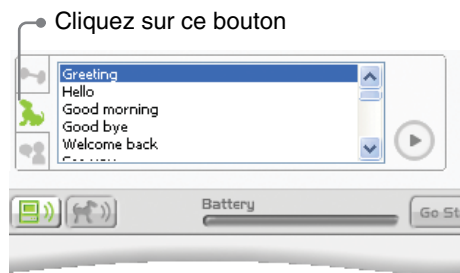 Cliquez sur ce bouton
Greeting
Hello
Good morning
Good bye
Welcome back
Battery
Go St